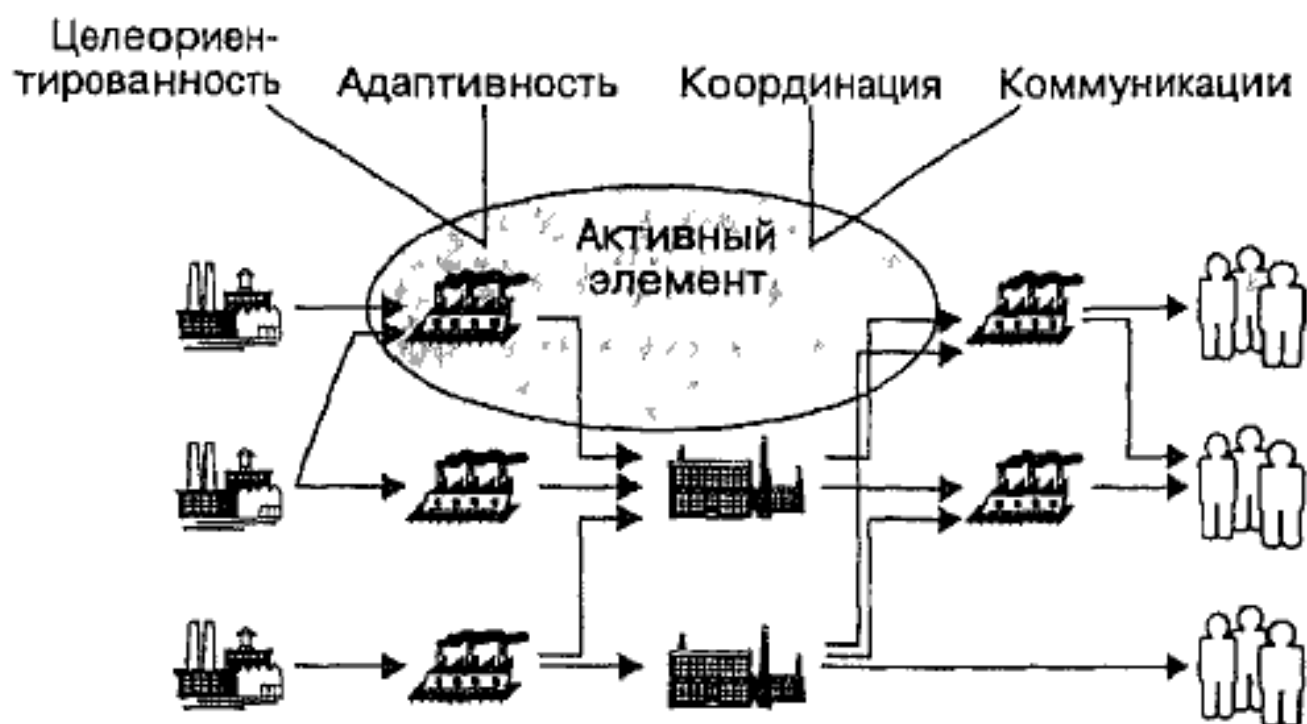 Целеориен-
тированность
Адаптивность
Координация
Коммуникации
Активный
элемент